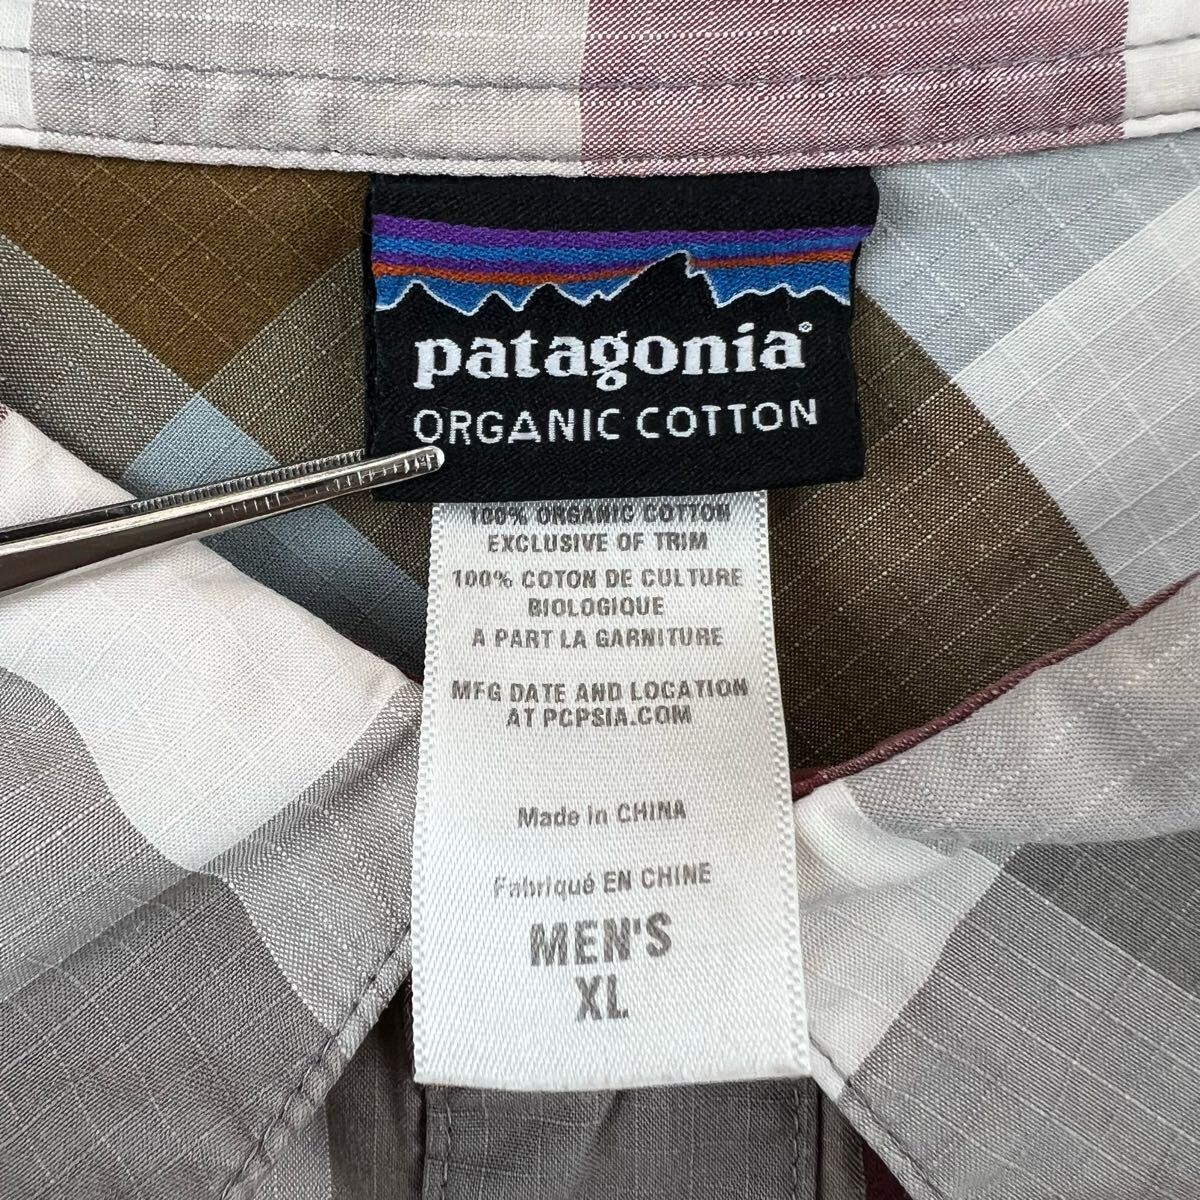 patagonia®
ORGANIC COTTON
100% ORGANIC COTTON
EXCLUSIVE OF TRIM
100% COTON DE CULTURE
BIOLOGIQUE
A PART LA GARNITURE
MFG DATE AND LOCATION
AT PCPSIA.COM
Made in CHINA
Fabriqué EN CHINE
MEN'S
XL